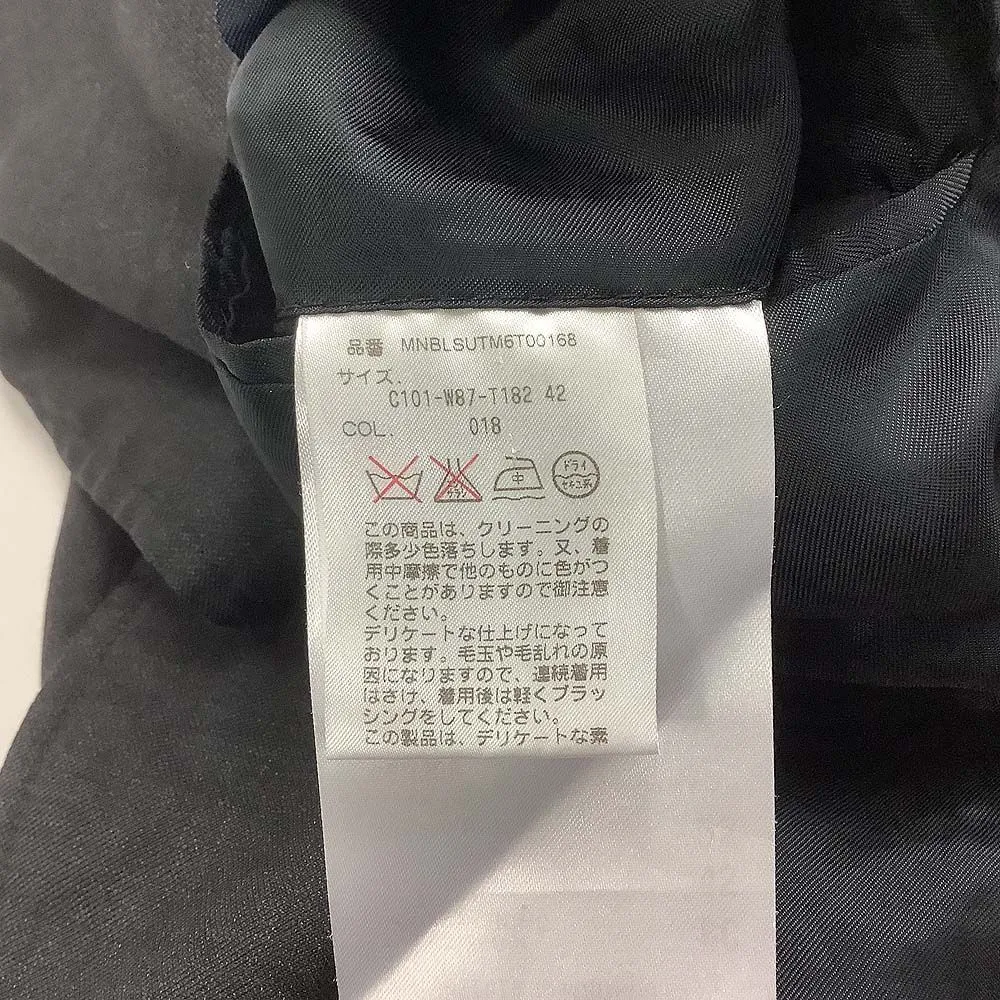 品番 MNBLSUTM6T00168
サイズ.
C101-W87-T182 42
COL. 018
エンソサラシ 中 ドライ セキユ系
この商品は、クリーニングの
際多少色落ちします。又、着
用中摩擦で他のものに色がつ
くことがありますので御注意
ください。
デリケートな仕上げになって
おります。毛玉や毛乱れの原
因になりますので、連続着用
はさけ、着用後は軽くブラッ
シングをしてください。
この製品は、デリケートな素